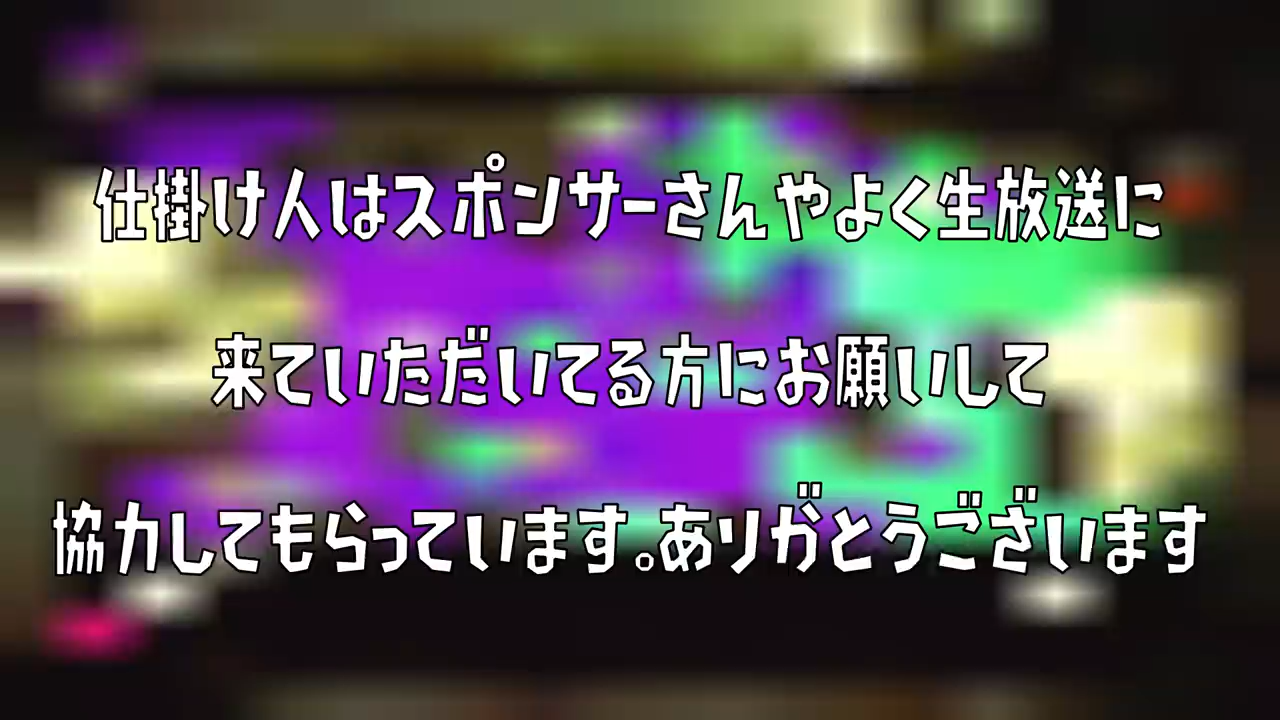 仕掛け人はスポンサーさんやよく生放送に
来ていただいてる方にお願いして
協力してもらっています。ありがとうございます